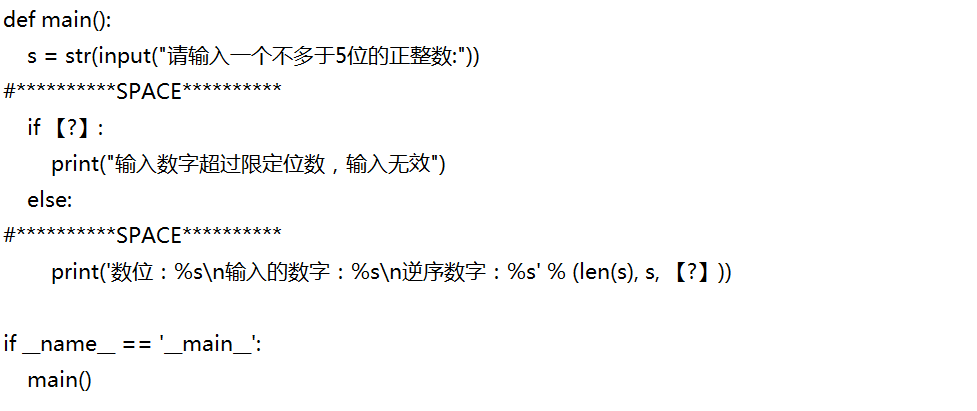 def main():
    s = str(input("请输入一个不多于5位的正整数:"))
#**********SPACE**********
    if 【?】:
        print("输入数字超过限定位数，输入无效")
    else:
#**********SPACE**********
        print('数位：%s\n输入的数字：%s\n逆序数字：%s' % (len(s), s, 【?】))
if __name__ == '__main__':
    main()